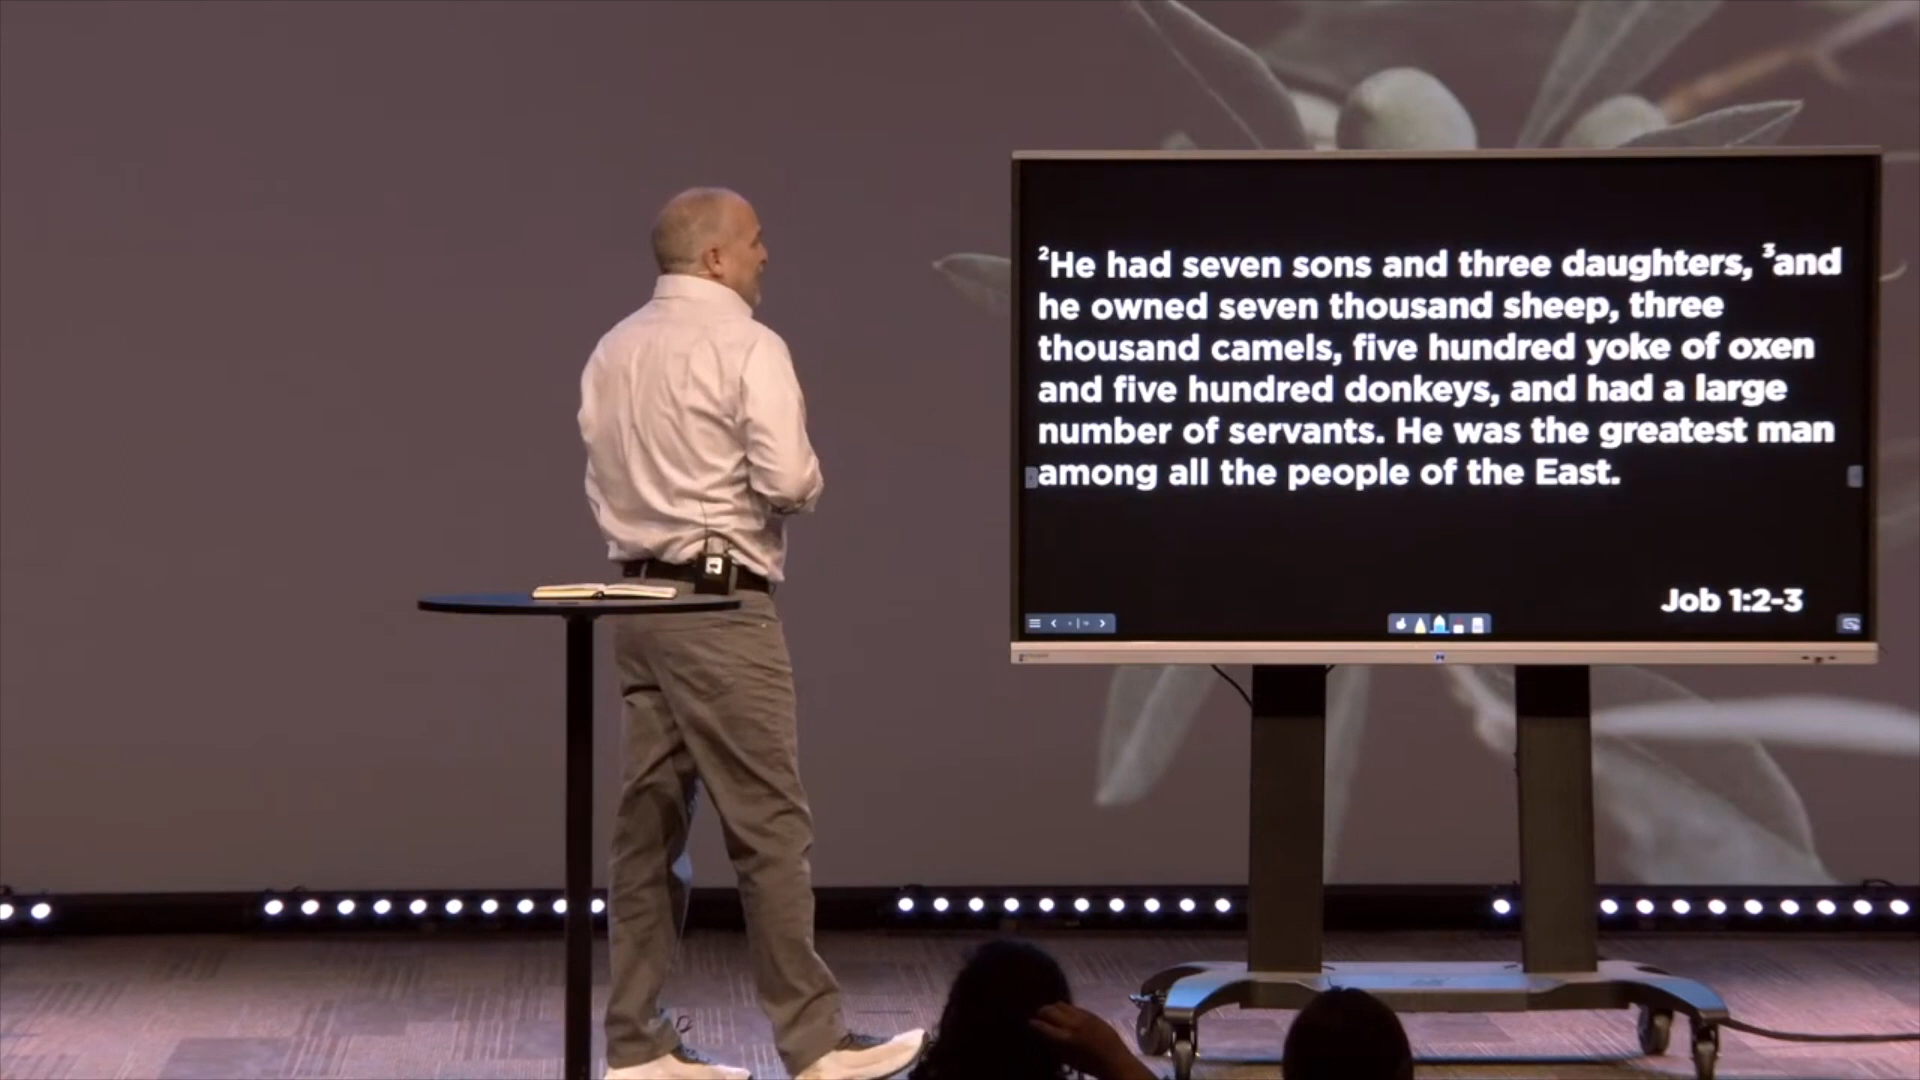 ²He had seven sons and three daughters, ³and
he owned seven thousand sheep, three
thousand camels, five hundred yoke of oxen
and five hundred donkeys, and had a large
number of servants. He was the greatest man
among all the people of the East.
Job 1:2-3